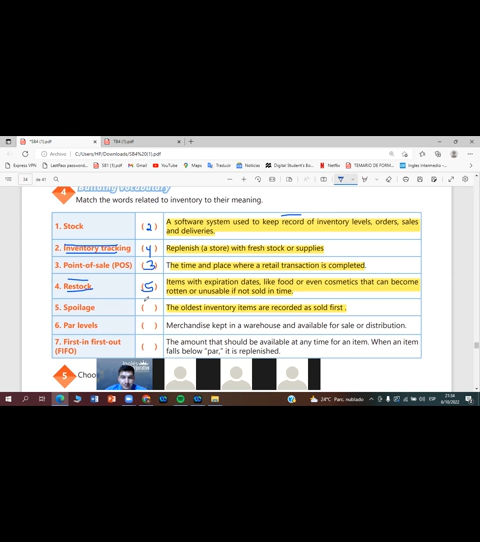 *SB4 (1).pdf
TB4 (1).pdf
Archivo
C:/Users/HP/Downloads/SB4%20(1).pdf
Express VPN
LastPass password...
SB1 (1).pdf
Gmail
YouTube
Maps
Traducir
Noticias
Digital Student's Bo...
Netflix
TEMARIO DE FORM...
34
de 41
4
Building Vocabulary
Match the words related to inventory to their meaning.
1. Stock
( 2 )
A software system used to keep record of inventory levels, orders, sales
and deliveries.
2. Inventory tracking
( 4 )
Replenish (a store) with fresh stock or supplies
3. Point-of-sale (POS)
( 3 )
The time and place where a retail transaction is completed.
4. Restock
( 5 )
Items with expiration dates, like food or even cosmetics that can become
rotten or unusable if not sold in time.
5. Spoilage
( )
The oldest inventory items are recorded as sold first .
6. Par levels
( )
Merchandise kept in a warehouse and available for sale or distribution.
7. First-in first-out
(FIFO)
( )
The amount that should be available at any time for an item. When an item
falls below "par," it is replenished.
5
Choo
24°C Parc. nublado
ESP
21:34
6/10/2022